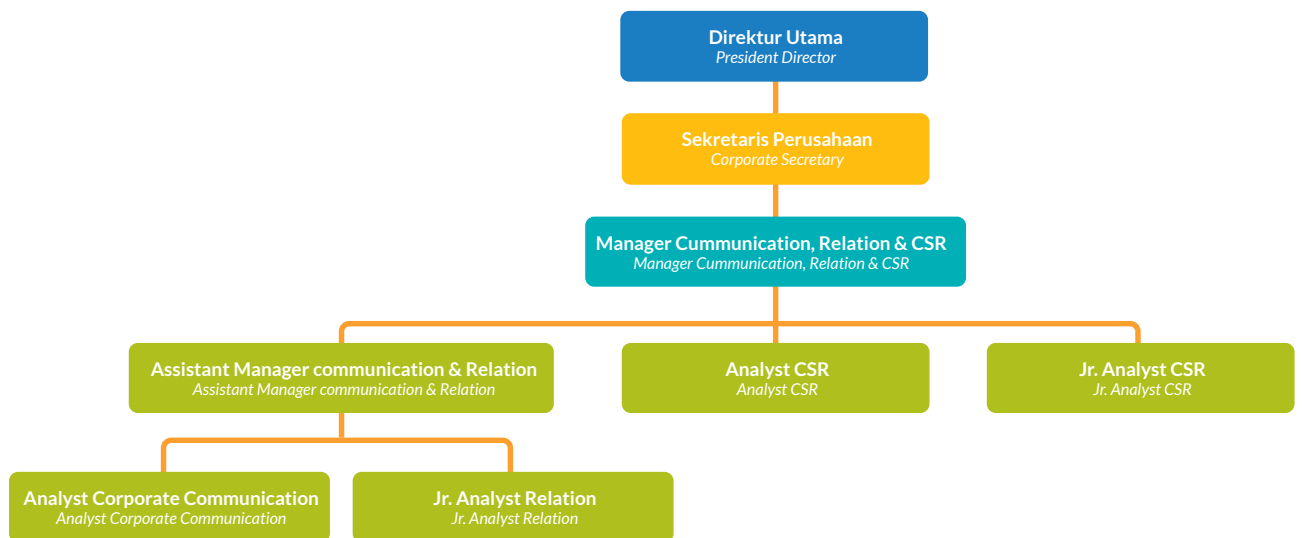 Direktur Utama
President Director
Sekretaris Perusahaan
Corporate Secretary
Manager Cummunication, Relation & CSR
Manager Cummunication, Relation & CSR
Assistant Manager communication & Relation
Assistant Manager communication & Relation
Analyst CSR
Analyst CSR
Jr. Analyst CSR
Jr. Analyst CSR
Analyst Corporate Communication
Analyst Corporate Communication
Jr. Analyst Relation
Jr. Analyst Relation